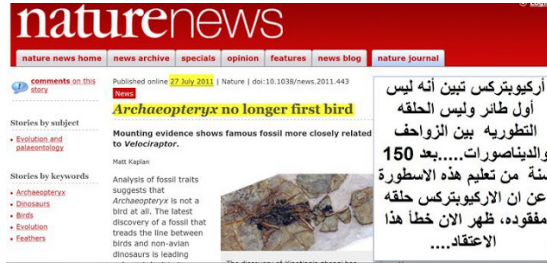 Login
naturenews
nature news home
news archive
specials
opinion
features
news blog
nature journal
comments on this
story
Stories by subject
• Evolution and
palaeontology
Stories by keywords
• Archaeopteryx
• Dinosaurs
• Birds
• Evolution
• Feathers
Published online 27 July 2011 | Nature | doi:10.1038/news.2011.443
News
Archaeopteryx no longer first bird
Mounting evidence shows famous fossil more closely related
to Velociraptor.
Matt Kaplan
Analysis of fossil traits
suggests that
Archaeopteryx is not a
bird at all. The latest
discovery of a fossil that
treads the line between
birds and non-avian
dinosaurs is leading
أركيوبتركس تبين أنه ليس
أول طائر وليس الحلقه
التطوريه بين الزواحف
والديناصورات.....بعد 150
سنة من تعليم هذه الاسطورة
عن ان الاركيوبتركس حلقه
مفقوده، ظهر الان خطأ هذا
الاعتقاد....